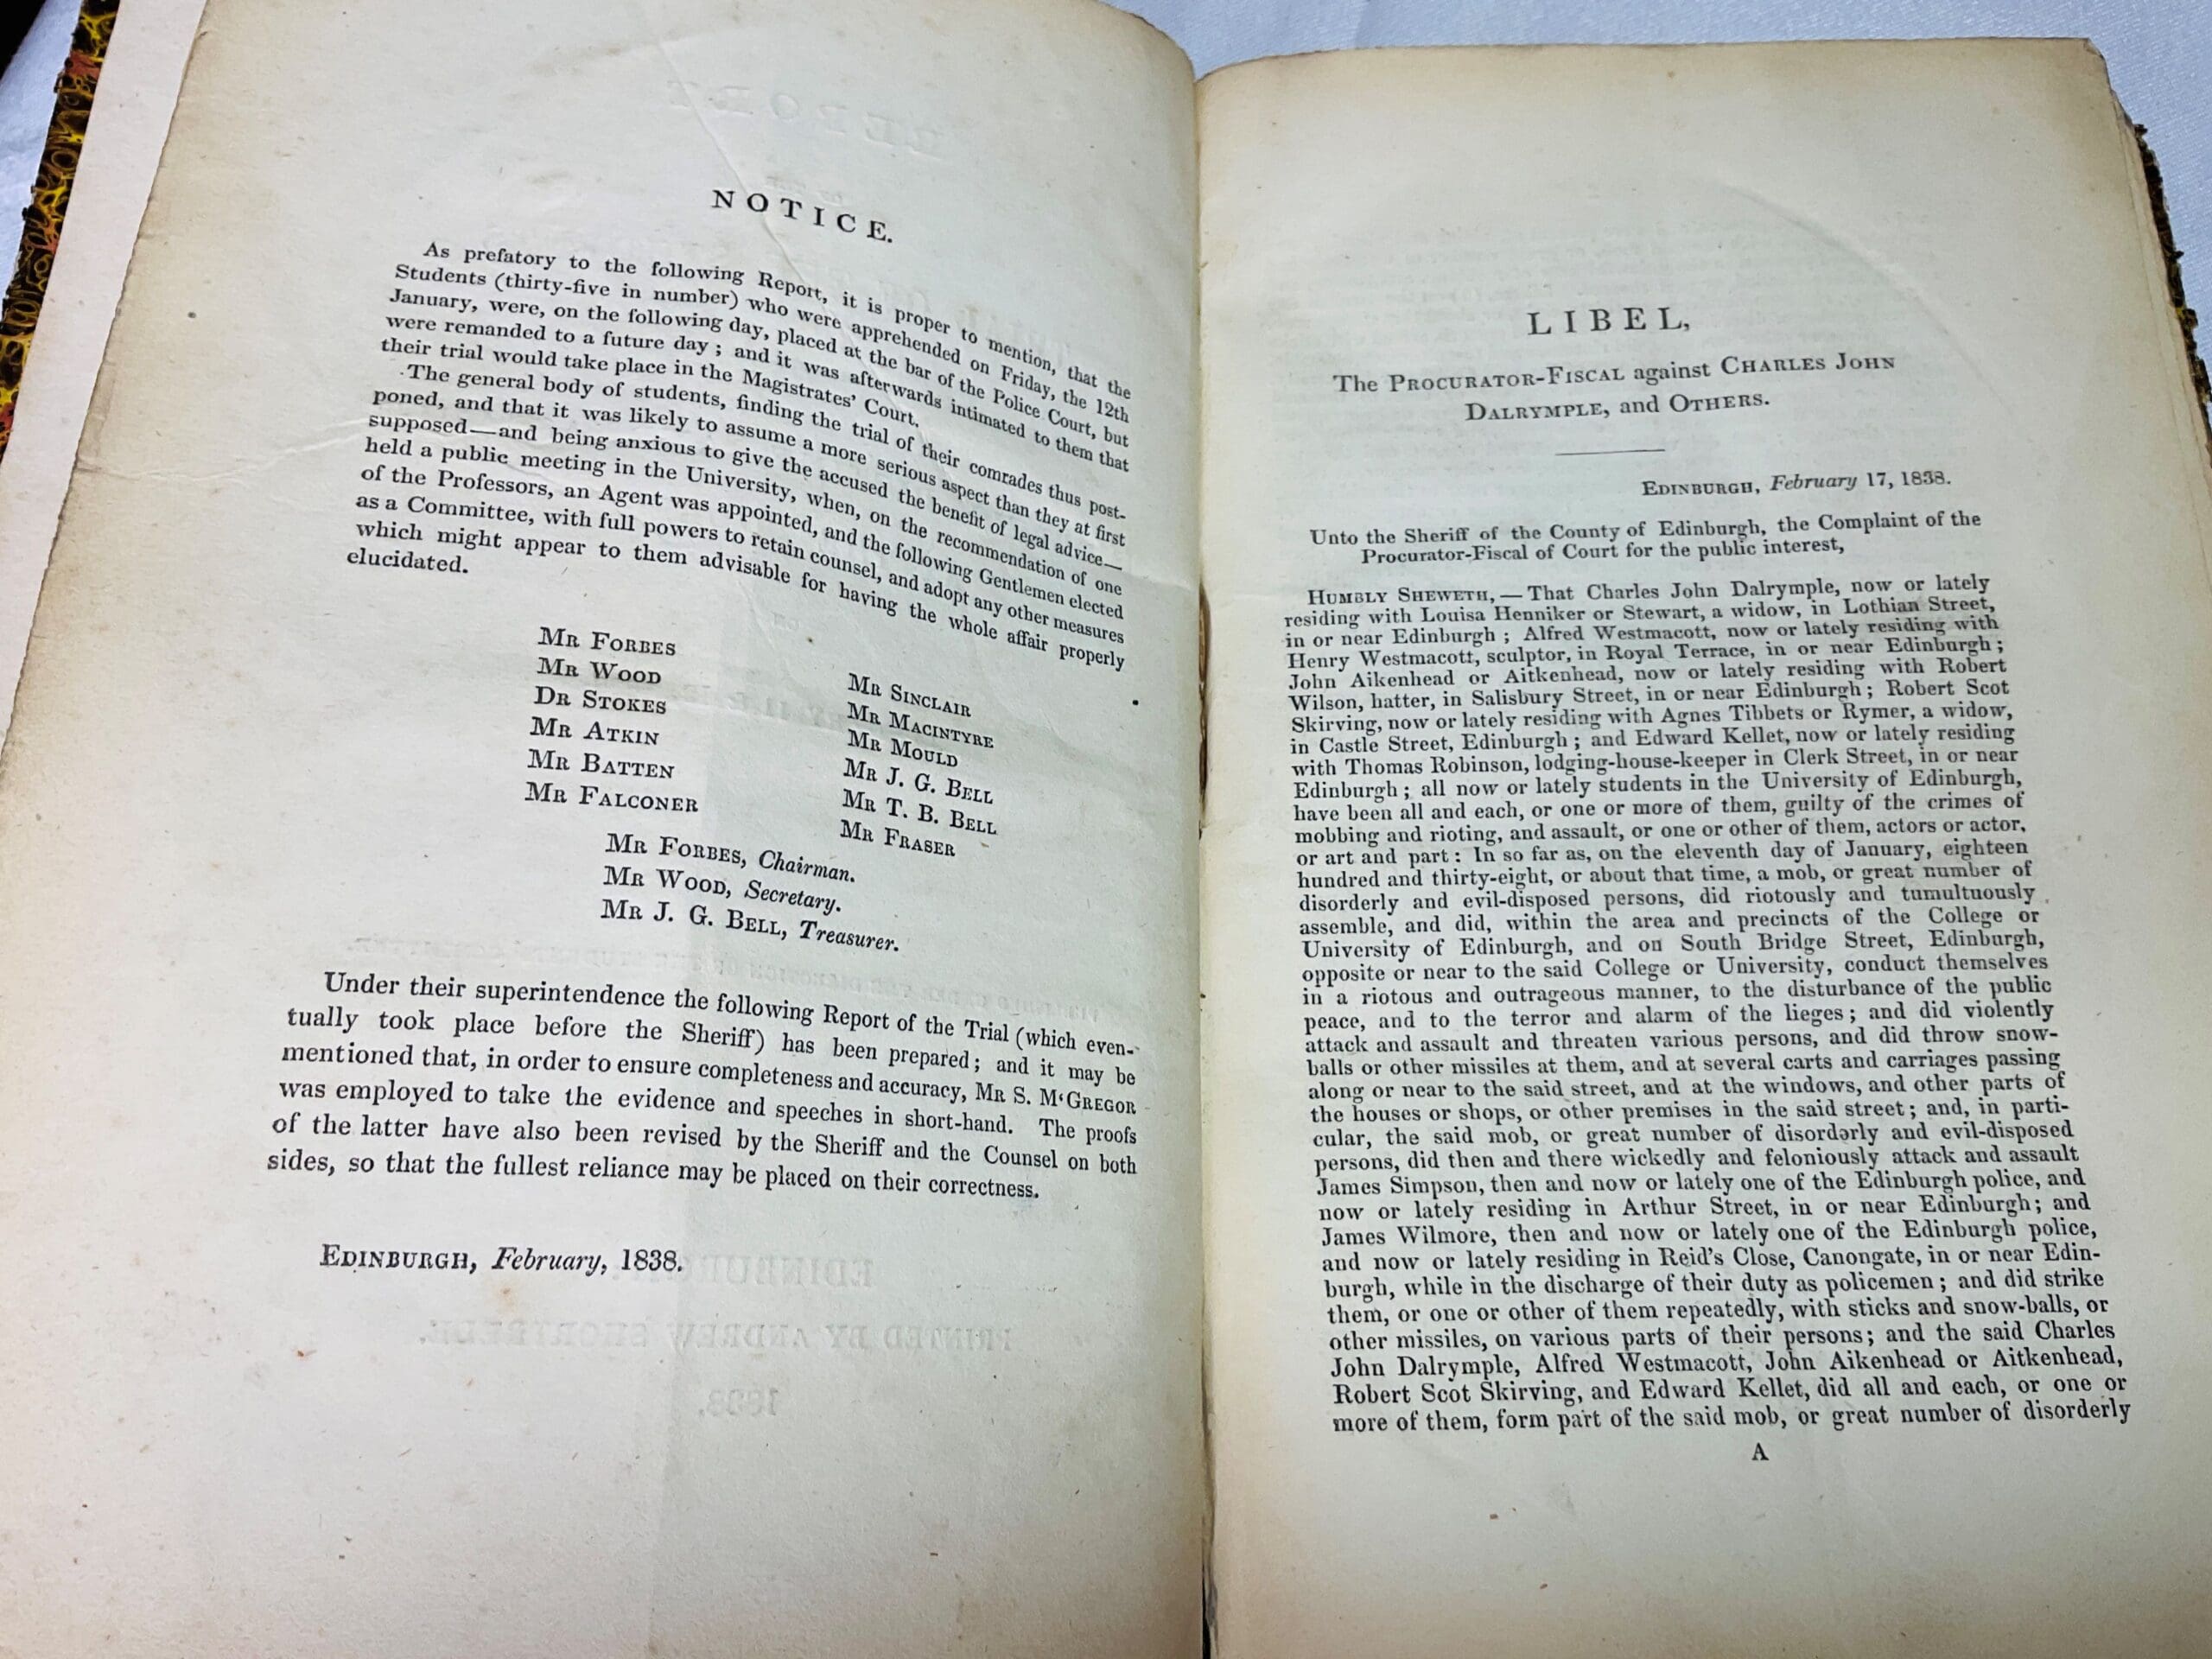 NOTICE.
As prefatory to the following Report, it is proper to mention, that the
Students (thirty-five in number) who were apprehended on Friday, the 12th
January, were, on the following day, placed at the bar of the Police Court, but
were remanded to a future day; and it was afterwards intimated to them that
their trial would take place in the Magistrates' Court.
The general body of students, finding the trial of their comrades thus post-
poned, and that it was likely to assume a more serious aspect than they at first
supposed—and being anxious to give the accused the benefit of legal advice—
held a public meeting in the University, when, on the recommendation of one
of the Professors, an Agent was appointed, and the following Gentlemen elected
as a Committee, with full powers to retain counsel, and adopt any other measures
which might appear to them advisable for having the whole affair properly
elucidated.
MR FORBES
MR WOOD
DR STOKES
MR ATKIN
MR BATTEN
MR FALCONER
MR SINCLAIR
MR MACINTYRE
MR MOULD
MR J. G. BELL
MR T. B. BELL
MR FRASER
MR FORBES, Chairman.
MR WOOD, Secretary.
MR J. G. BELL, Treasurer.
Under their superintendence the following Report of the Trial (which even-
tually took place before the Sheriff) has been prepared; and it may be
mentioned that, in order to ensure completeness and accuracy, MR S. M‘GREGOR
was employed to take the evidence and speeches in short-hand. The proofs
of the latter have also been revised by the Sheriff and the Counsel on both
sides, so that the fullest reliance may be placed on their correctness.
EDINBURGH, February, 1838.
LIBEL,
The PROCURATOR-FISCAL against CHARLES JOHN
DALRYMPLE, and OTHERS.
EDINBURGH, February 17, 1838.
Unto the Sheriff of the County of Edinburgh, the Complaint of the
Procurator-Fiscal of Court for the public interest,
HUMBLY SHEWETH,—That Charles John Dalrymple, now or lately
residing with Louisa Henniker or Stewart, a widow, in Lothian Street,
in or near Edinburgh; Alfred Westmacott, now or lately residing with
Henry Westmacott, sculptor, in Royal Terrace, in or near Edinburgh;
John Aikenhead or Aitkenhead, now or lately residing with Robert
Wilson, hatter, in Salisbury Street, in or near Edinburgh; Robert Scot
Skirving, now or lately residing with Agnes Tibbets or Rymer, a widow,
in Castle Street, Edinburgh; and Edward Kellet, now or lately residing
with Thomas Robinson, lodging-house-keeper in Clerk Street, in or near
Edinburgh; all now or lately students in the University of Edinburgh,
have been all and each, or one or more of them, guilty of the crimes of
mobbing and rioting, and assault, or one or other of them, actors or actor,
or art and part: In so far as, on the eleventh day of January, eighteen
hundred and thirty-eight, or about that time, a mob, or great number of
disorderly and evil-disposed persons, did riotously and tumultuously
assemble, and did, within the area and precincts of the College or
University of Edinburgh, and on South Bridge Street, Edinburgh,
opposite or near to the said College or University, conduct themselves
in a riotous and outrageous manner, to the disturbance of the public
peace, and to the terror and alarm of the lieges; and did violently
attack and assault and threaten various persons, and did throw snow-
balls or other missiles at them, and at several carts and carriages passing
along or near to the said street, and at the windows, and other parts of
the houses or shops, or other premises in the said street; and, in parti-
cular, the said mob, or great number of disorderly and evil-disposed
persons, did then and there wickedly and feloniously attack and assault
James Simpson, then and now or lately one of the Edinburgh police, and
now or lately residing in Arthur Street, in or near Edinburgh; and
James Wilmore, then and now or lately one of the Edinburgh police,
and now or lately residing in Reid's Close, Canongate, in or near Edin-
burgh, while in the discharge of their duty as policemen; and did strike
them, or one or other of them repeatedly, with sticks and snow-balls, or
other missiles, on various parts of their persons; and the said Charles
John Dalrymple, Alfred Westmacott, John Aikenhead or Aitkenhead,
Robert Scot Skirving, and Edward Kellet, did all and each, or one or
more of them, form part of the said mob, or great number of disorderly
A